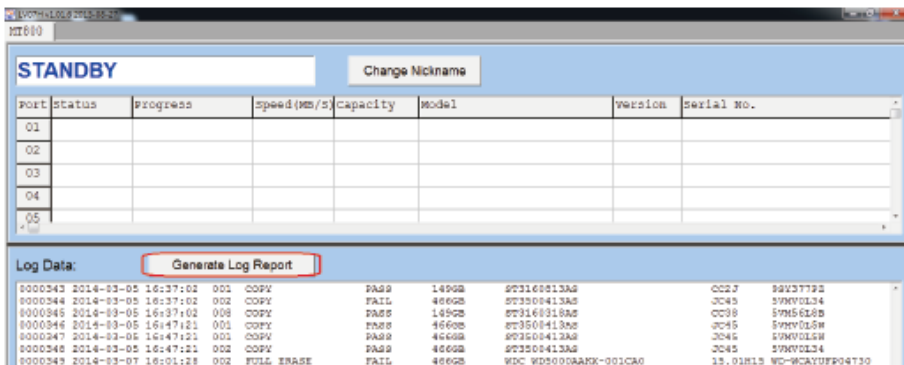 MT800
STANDBY
Change Nickname
Port Status Progress Speed(MB/S) Capacity Model Version Serial No.
01
02
03
04
05
Log Data: Generate Log Report
0000343 2014-03-05 16:37:02 001 COPY PASS 149GB ST3160813AS CC2J
0000344 2014-03-05 16:37:02 002 COPY FAIL 466GB ST3500413AS JC45 5VMV0L34
0000345 2014-03-05 16:37:02 008 COPY PASS 149GB ST3160318AS CC38 5VM56L8B
0000346 2014-03-05 16:47:21 001 COPY PASS 466GB ST3500413AS JC45
0000347 2014-03-05 16:47:21 001 COPY PASS 466GB ST3500413AS JC45
0000348 2014-03-05 16:47:21 002 COPY PASS 466GB ST3500413AS JC45 5VMV0L34
0000349 2014-03-07 16:01:28 002 FULL ERASE FAIL 466GB WDC WD5000AAKX-001CA0 15.01H15 WD-WCAYUFP04730